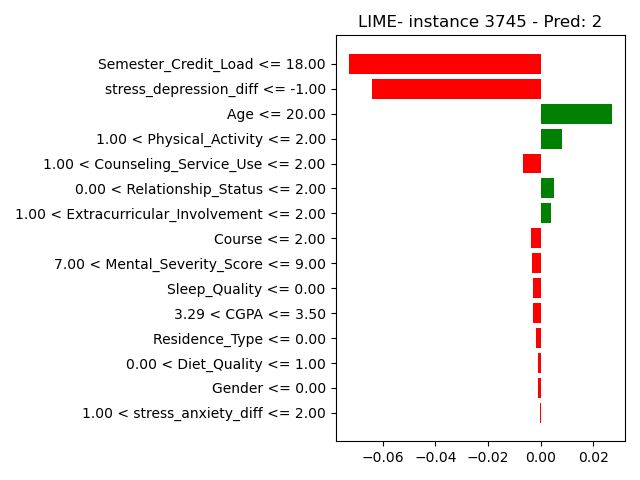 LIME- instance 3745 - Pred: 2
Semester_Credit_Load <= 18.00
stress_depression_diff <= -1.00
Age <= 20.00
1.00 < Physical_Activity <= 2.00
1.00 < Counseling_Service_Use <= 2.00
0.00 < Relationship_Status <= 2.00
1.00 < Extracurricular_Involvement <= 2.00
Course <= 2.00
7.00 < Mental_Severity_Score <= 9.00
Sleep_Quality <= 0.00
3.29 < CGPA <= 3.50
Residence_Type <= 0.00
0.00 < Diet_Quality <= 1.00
Gender <= 0.00
1.00 < stress_anxiety_diff <= 2.00
−0.06 −0.04 −0.02 0.00 0.02